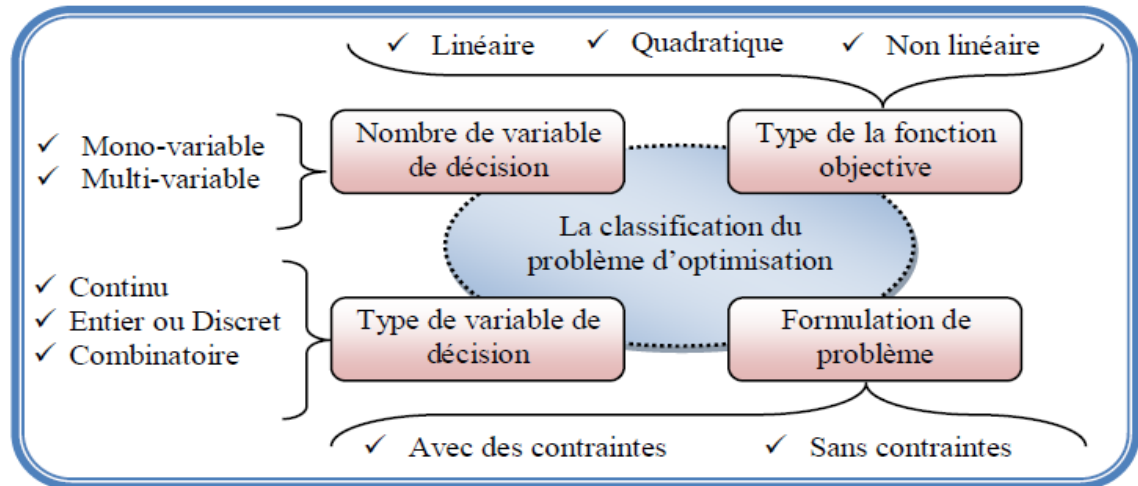 ✓ Linéaire ✓ Quadratique ✓ Non linéaire
Nombre de variable
de décision
Type de la fonction
objective
✓ Mono-variable
✓ Multi-variable
La classification du
problème d'optimisation
✓ Continu
✓ Entier ou Discret
✓ Combinatoire
Type de variable de
décision
Formulation de
problème
✓ Avec des contraintes ✓ Sans contraintes